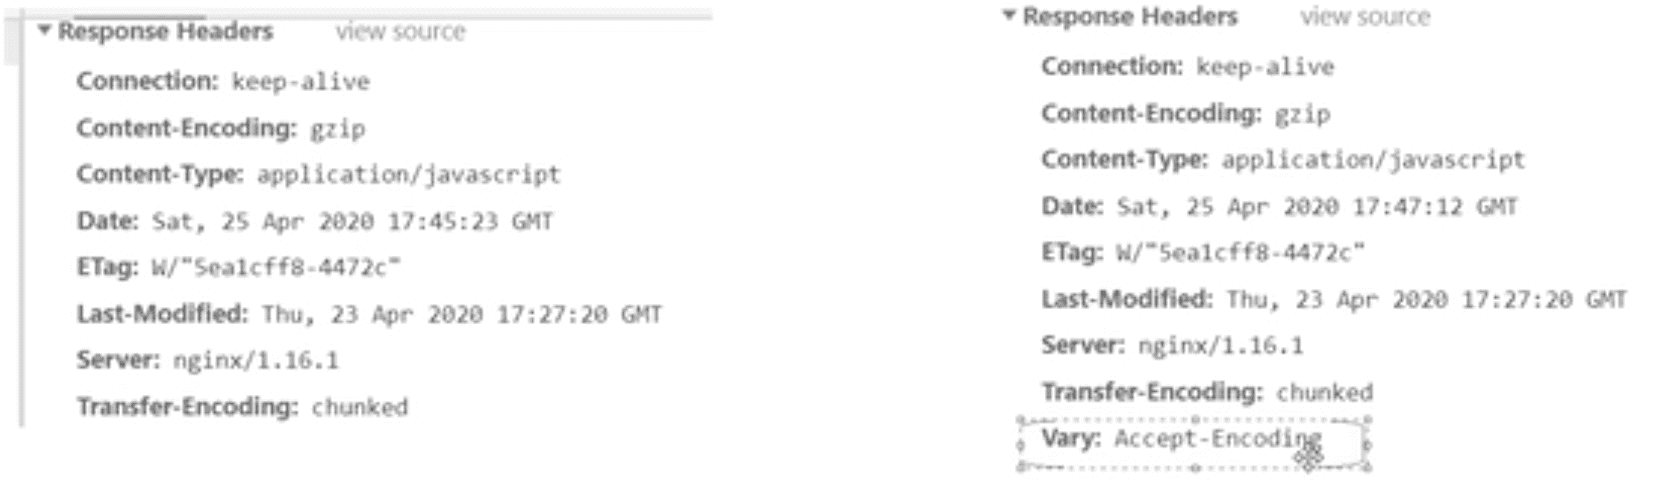 Response Headers view source
Connection: keep-alive
Content-Encoding: gzip
Content-Type: application/javascript
Date: Sat, 25 Apr 2020 17:45:23 GMT
ETag: W/"5ea1cff8-4472c"
Last-Modified: Thu, 23 Apr 2020 17:27:20 GMT
Server: nginx/1.16.1
Transfer-Encoding: chunked
Response Headers view source
Connection: keep-alive
Content-Encoding: gzip
Content-Type: application/javascript
Date: Sat, 25 Apr 2020 17:47:12 GMT
ETag: W/"5ea1cff8-4472c"
Last-Modified: Thu, 23 Apr 2020 17:27:20 GMT
Server: nginx/1.16.1
Transfer-Encoding: chunked
Vary: Accept-Encoding